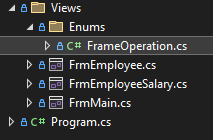 Views
Enums
C# FrameOperation.cs
FrmEmployee.cs
FrmEmployeeSalary.cs
FrmMain.cs
C# Program.cs